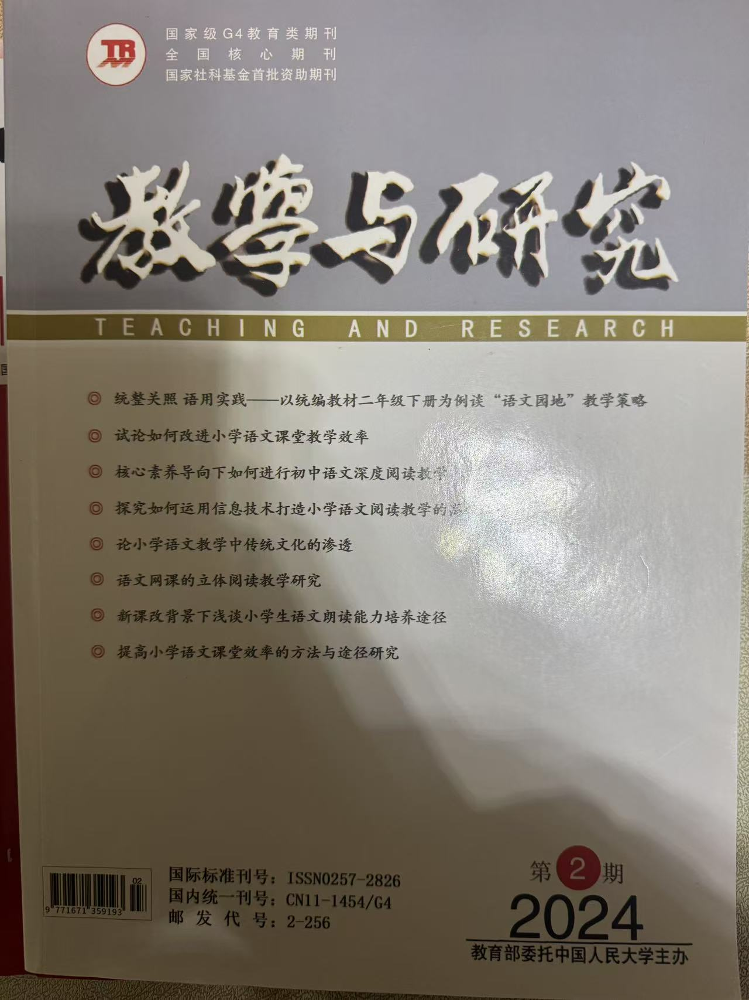 TRM
国家级G4教育类期刊
全国核心期刊
国家社科基金首批资助期刊
教学与研究
TEACHING AND RESEARCH
◎ 统整关照 语用实践——以统编教材二年级下册为例谈“语文园地”教学策略
◎ 试论如何改进小学语文课堂教学效率
◎ 核心素养导向下如何进行初中语文深度阅读教学
◎ 探究如何运用信息技术打造小学语文阅读教学的高
◎ 论小学语文教学中传统文化的渗透
◎ 语文网课的立体阅读教学研究
◎ 新课改背景下浅谈小学生语文朗读能力培养途径
◎ 提高小学语文课堂效率的方法与途径研究
02
9 771671 359193
国际标准刊号：ISSN0257-2826
国内统一刊号：CN11-1454/G4
邮发代号：2-256
第2期
2024
教育部委托中国人民大学主办